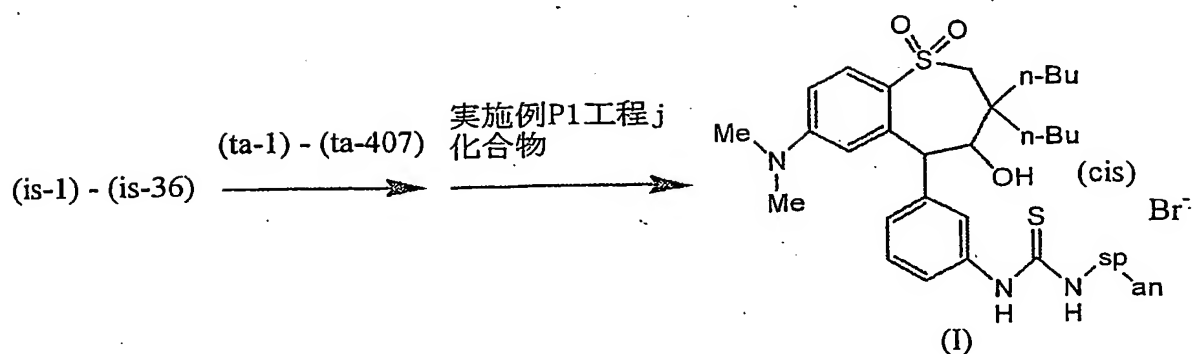 (is-1) - (is-36)
(ta-1) - (ta-407)
実施例P1工程j
化合物
O
O
S
n-Bu
n-Bu
Me
N
Me
OH
(cis)
Br-
S
N
H
N
H
sp
an
(I)